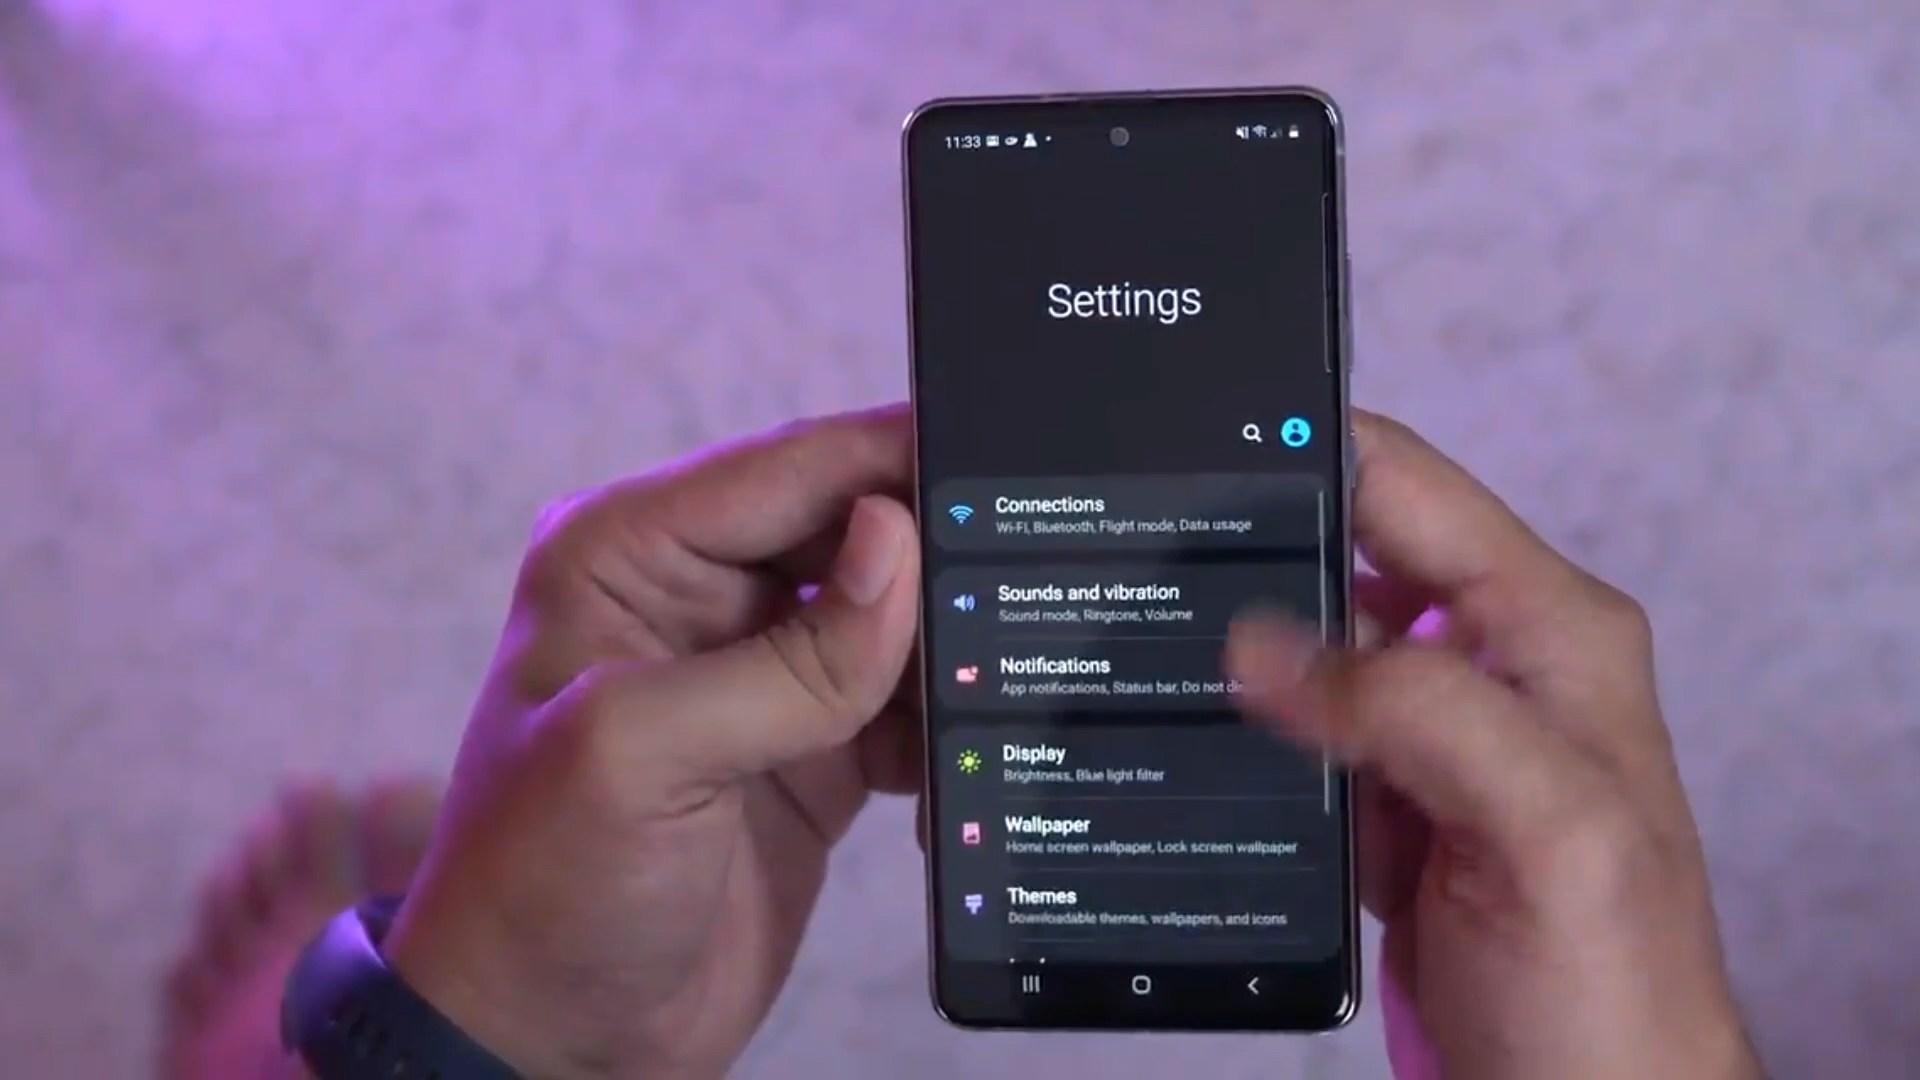 11:33
Settings
Connections
Wi-Fi, Bluetooth, Flight mode, Data usage
Sounds and vibration
Sound mode, Ringtone, Volume
Notifications
App notifications, Status bar, Do not
Display
Brightness, Blue light filter
Wallpaper
Home screen wallpaper, Lock screen wallpaper
Themes
Downloadable themes, wallpapers, and icons